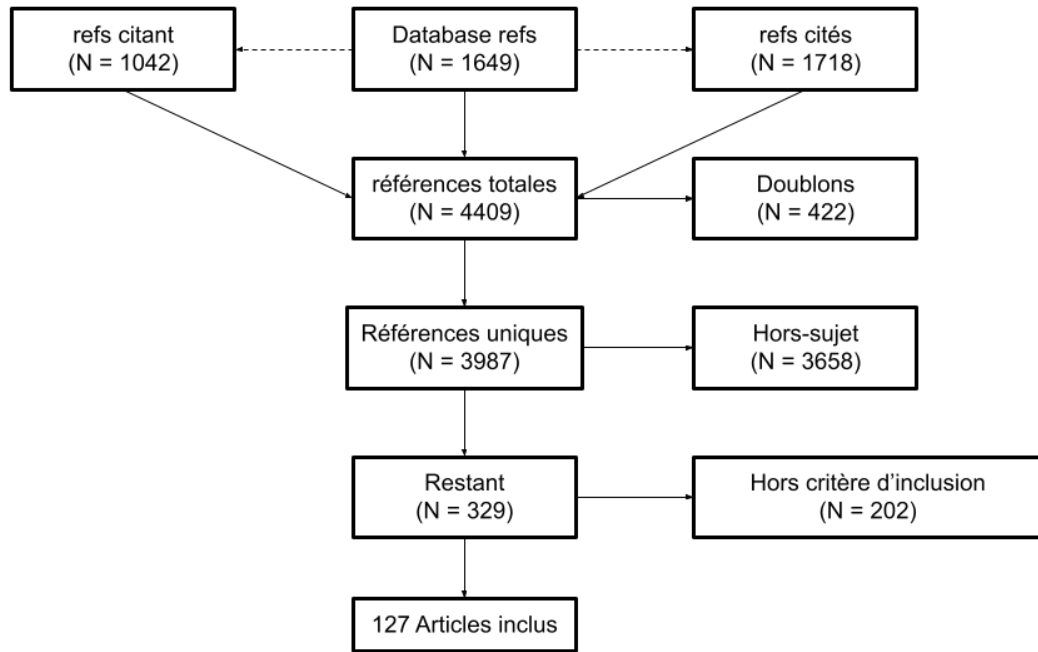 refs citant
(N = 1042)
Database refs
(N = 1649)
refs cités
(N = 1718)
références totales
(N = 4409)
Doublons
(N = 422)
Références uniques
(N = 3987)
Hors-sujet
(N = 3658)
Restant
(N = 329)
Hors critère d'inclusion
(N = 202)
127 Articles inclus